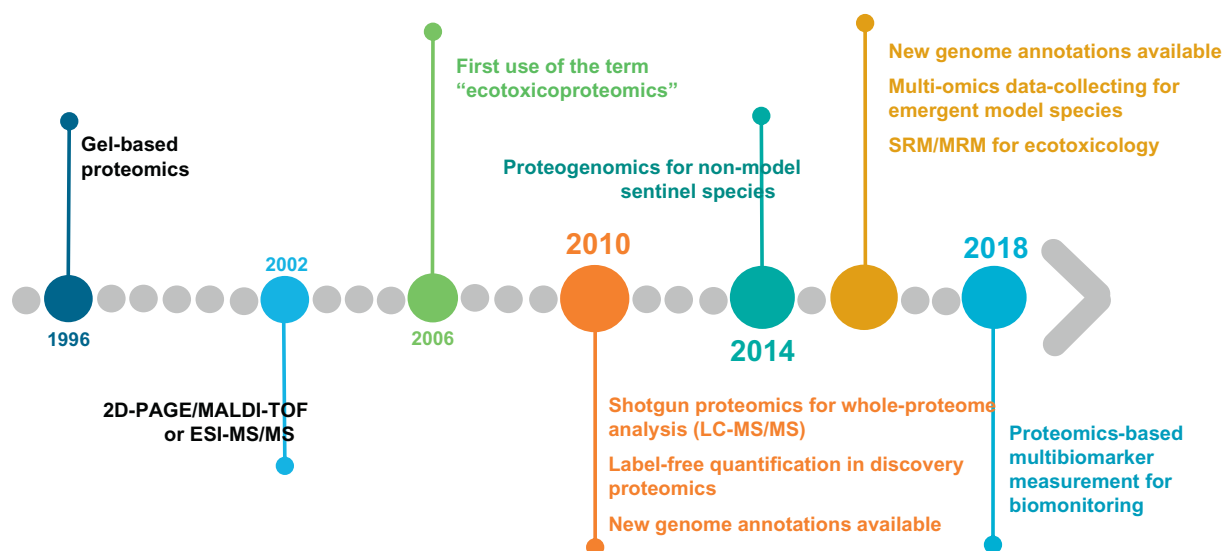 Gel-based
proteomics
1996
2002
2D-PAGE/MALDI-TOF
or ESI-MS/MS
First use of the term
“ecotoxicoproteomics”
2006
2010
Shotgun proteomics for whole-proteome
analysis (LC-MS/MS)
Label-free quantification in discovery
proteomics
New genome annotations available
Proteogenomics for non-model
sentinel species
2014
New genome annotations available
Multi-omics data-collecting for
emergent model species
SRM/MRM for ecotoxicology
2018
Proteomics-based
multibiomarker
measurement for
biomonitoring